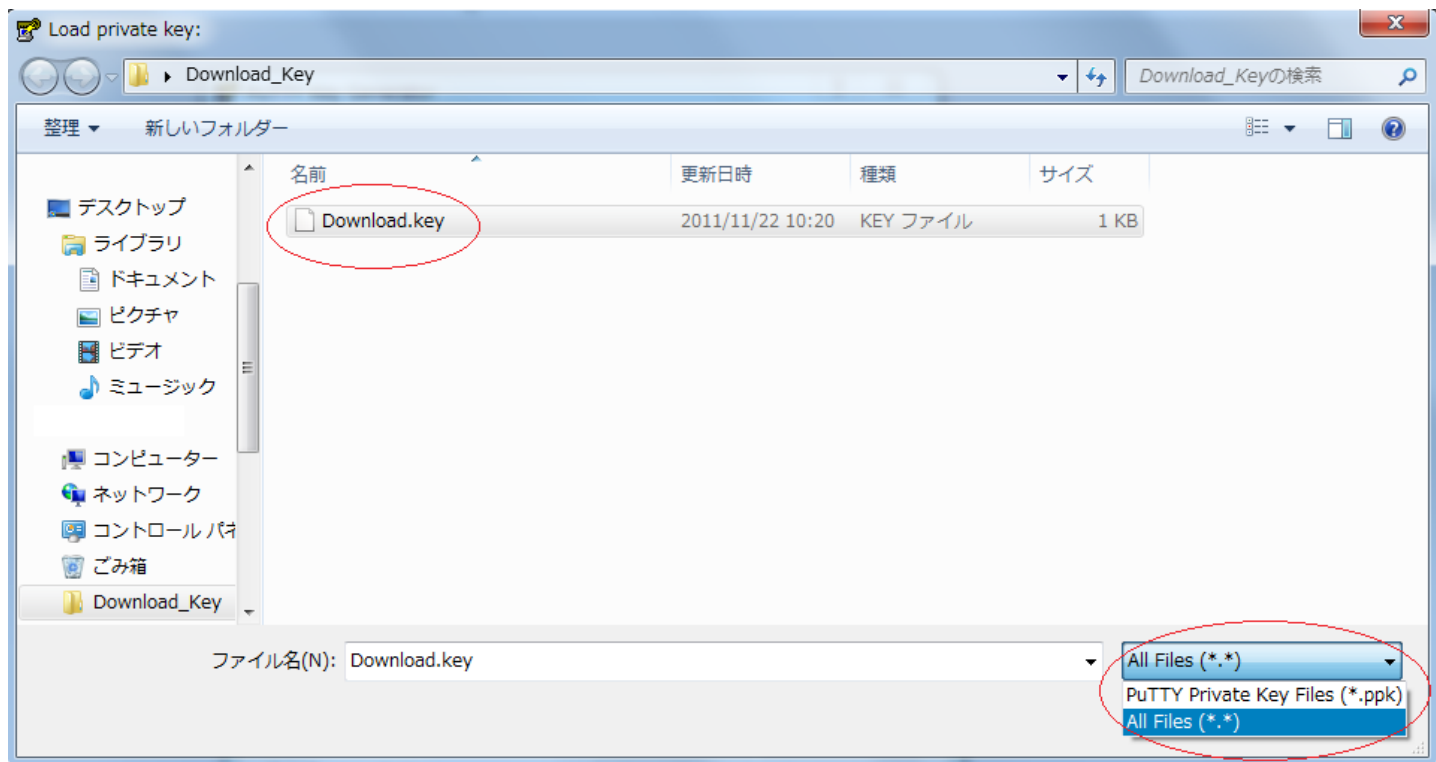 Load private key:
Download_Key
Download_Keyの検索
整理
新しいフォルダー
名前
更新日時
種類
サイズ
Download.key
2011/11/22 10:20
KEY ファイル
1 KB
デスクトップ
ライブラリ
ドキュメント
ピクチャ
ビデオ
ミュージック
コンピューター
ネットワーク
コントロール パネ
ごみ箱
Download_Key
ファイル名(N):
Download.key
All Files (*.*)
PuTTY Private Key Files (*.ppk)
All Files (*.*)